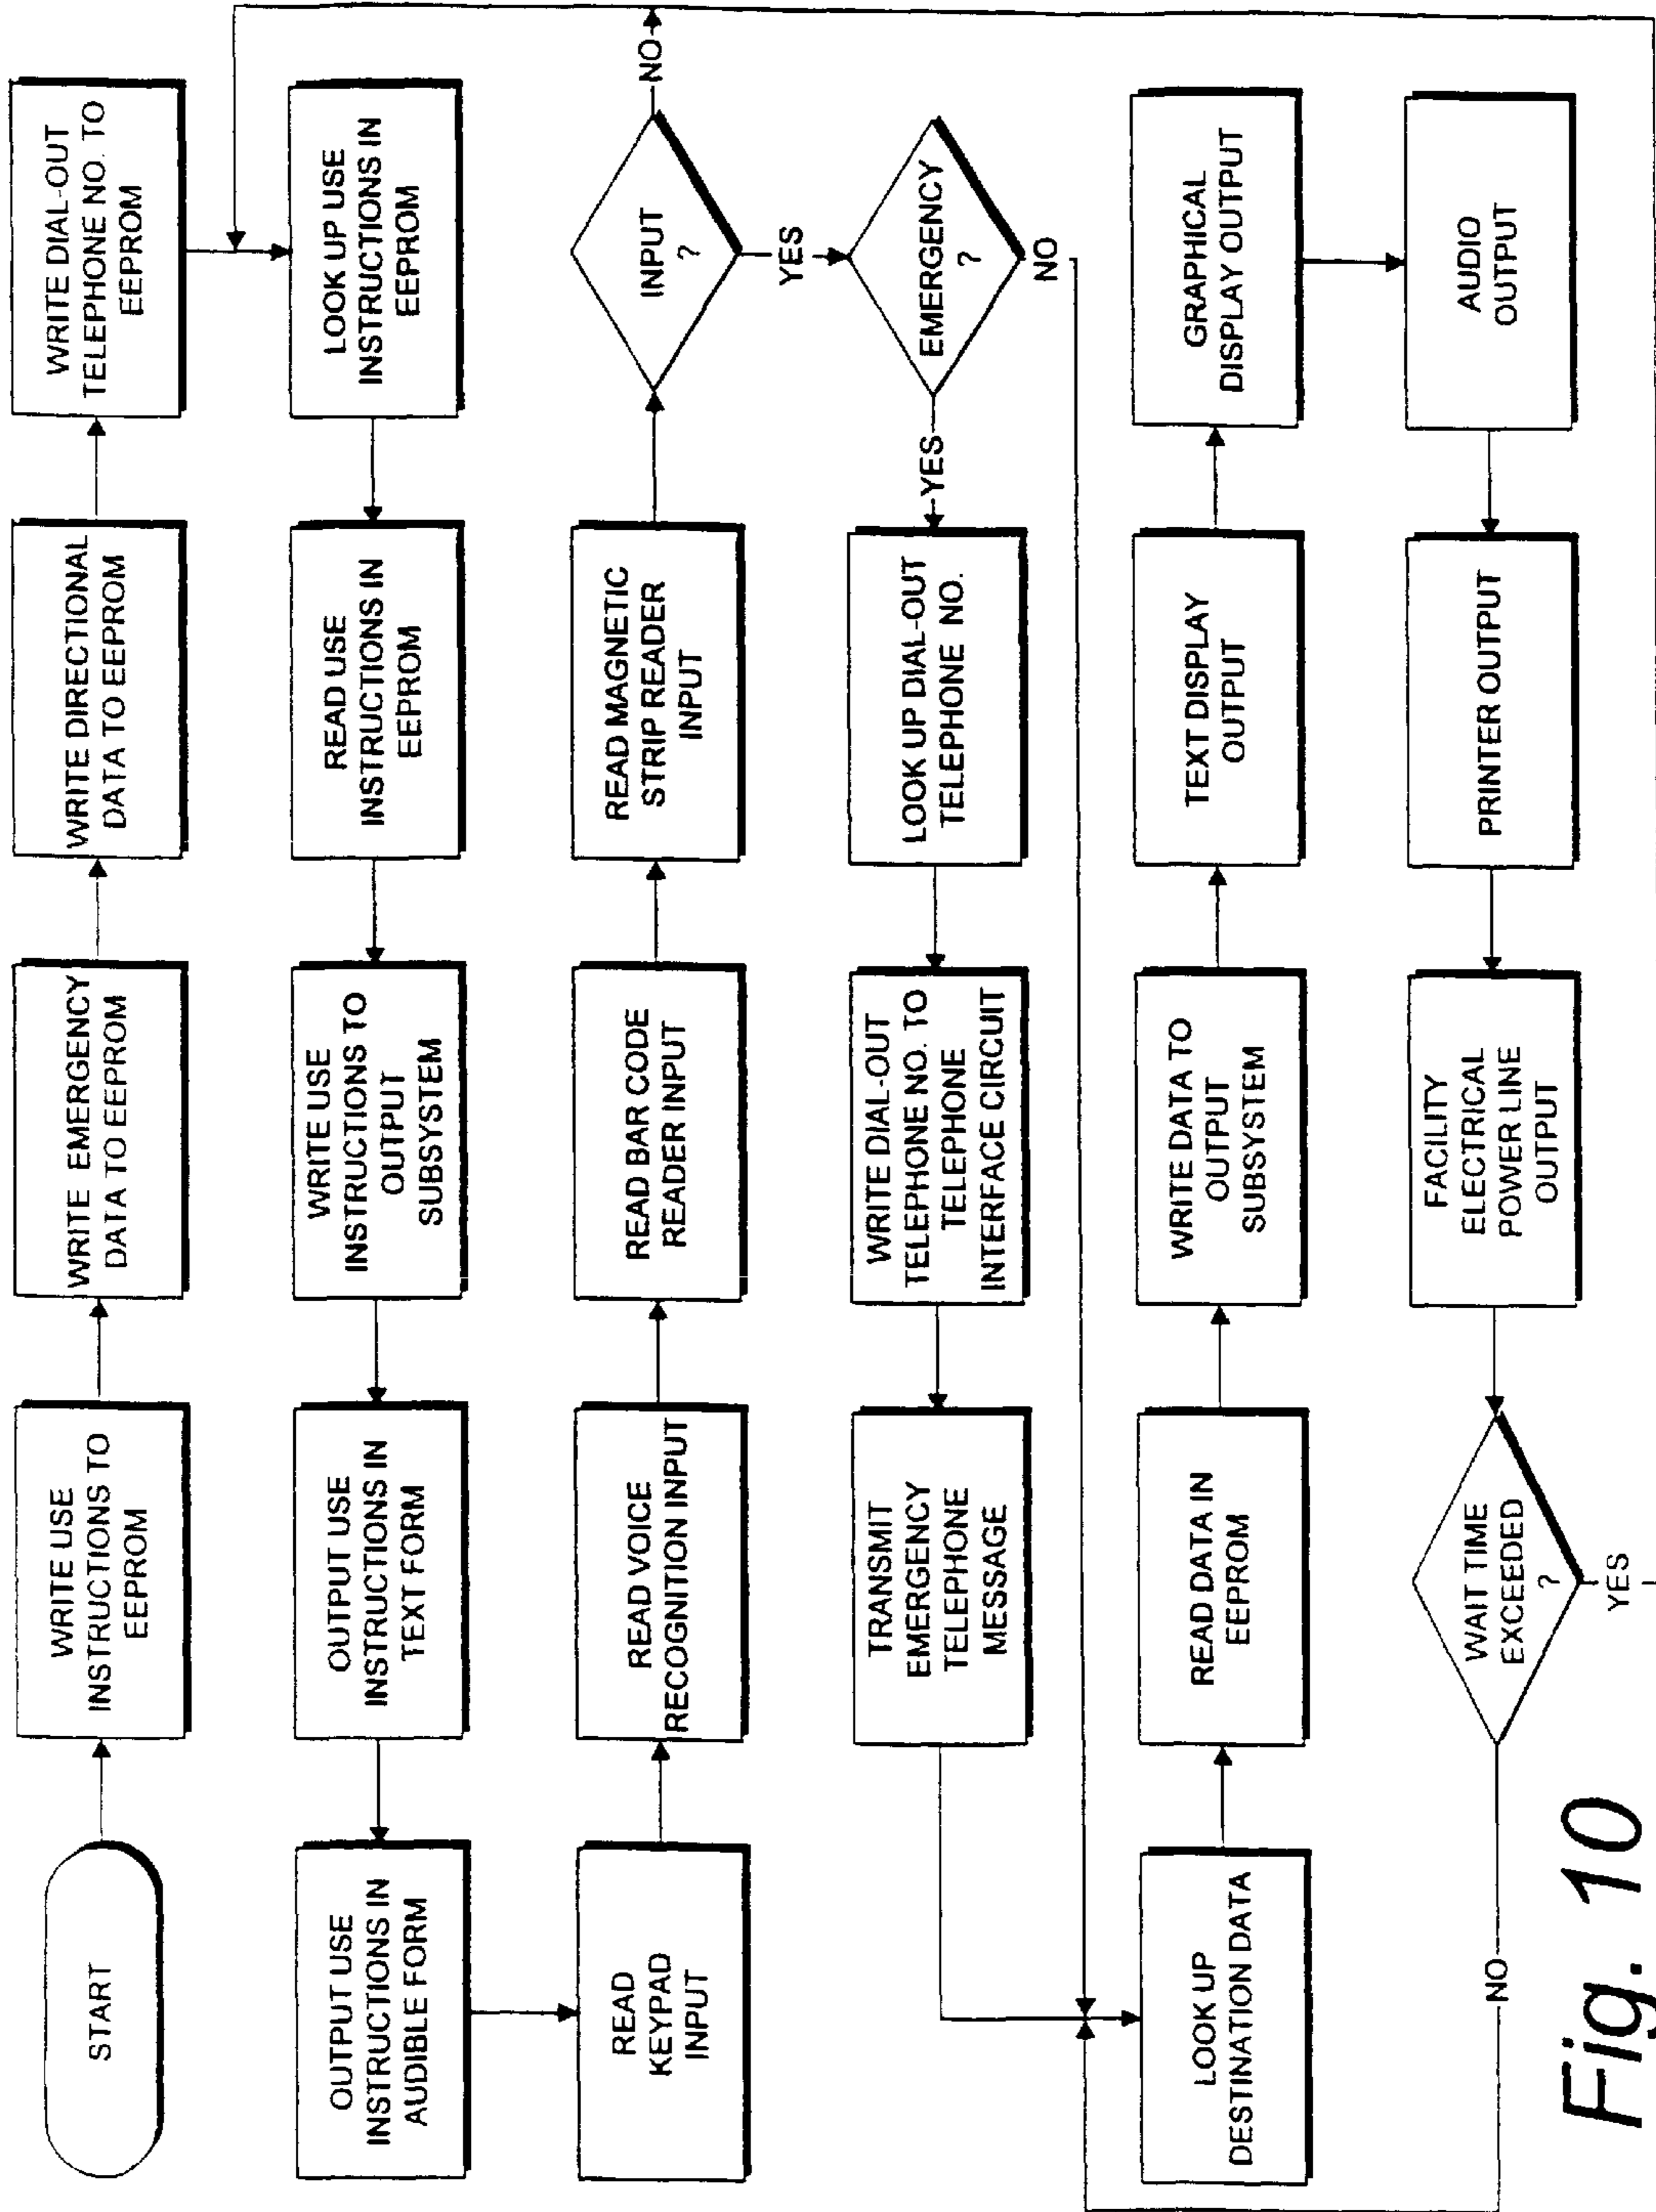 START
WRITE USE
INSTRUCTIONS TO
EEPROM
WRITE EMERGENCY
DATA TO EEPROM
WRITE DIRECTIONAL
DATA TO EEPROM
WRITE DIAL-OUT
TELEPHONE NO. TO
EEPROM
LOOK UP USE
INSTRUCTIONS IN
EEPROM
READ USE
INSTRUCTIONS IN
EEPROM
WRITE USE
INSTRUCTIONS TO
OUTPUT
SUBSYSTEM
OUTPUT USE
INSTRUCTIONS IN
TEXT FORM
OUTPUT USE
INSTRUCTIONS IN
AUDIBLE FORM
READ
KEYPAD
INPUT
READ VOICE
RECOGNITION INPUT
READ BAR CODE
READER INPUT
READ MAGNETIC
STRIP READER
INPUT
INPUT
?
NO
YES
EMERGENCY
?
YES
NO
LOOK UP DIAL-OUT
TELEPHONE NO.
WRITE DIAL-OUT
TELEPHONE NO. TO
TELEPHONE
INTERFACE CIRCUIT
TRANSMIT
EMERGENCY
TELEPHONE
MESSAGE
LOOK UP
DESTINATION DATA
READ DATA IN
EEPROM
WRITE DATA TO
OUTPUT
SUBSYSTEM
TEXT DISPLAY
OUTPUT
GRAPHICAL
DISPLAY OUTPUT
AUDIO
OUTPUT
PRINTER OUTPUT
FACILITY
ELECTRICAL
POWER LINE
OUTPUT
WAIT TIME
EXCEEDED
?
NO
YES
Fig. 10